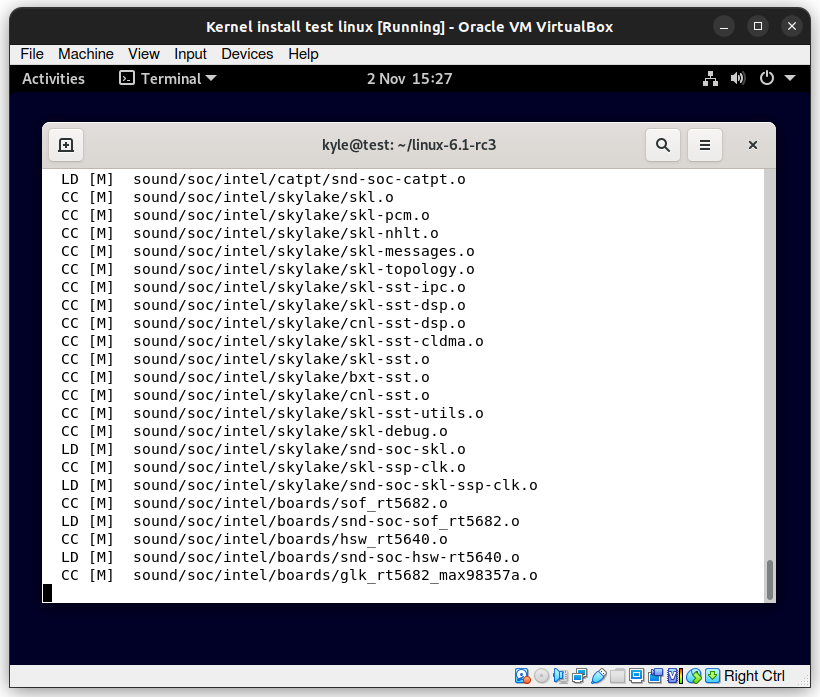 Kernel install test linux [Running] - Oracle VM VirtualBox
File Machine View Input Devices Help
Activities Terminal 2 Nov 15:27
kyle@test: ~/linux-6.1-rc3
LD [M] sound/soc/intel/catpt/snd-soc-catpt.o
CC [M] sound/soc/intel/skylake/skl.o
CC [M] sound/soc/intel/skylake/skl-pcm.o
CC [M] sound/soc/intel/skylake/skl-nhlt.o
CC [M] sound/soc/intel/skylake/skl-messages.o
CC [M] sound/soc/intel/skylake/skl-topology.o
CC [M] sound/soc/intel/skylake/skl-sst-ipc.o
CC [M] sound/soc/intel/skylake/skl-sst-dsp.o
CC [M] sound/soc/intel/skylake/cnl-sst-dsp.o
CC [M] sound/soc/intel/skylake/skl-sst-cldma.o
CC [M] sound/soc/intel/skylake/skl-sst.o
CC [M] sound/soc/intel/skylake/bxt-sst.o
CC [M] sound/soc/intel/skylake/cnl-sst.o
CC [M] sound/soc/intel/skylake/skl-sst-utils.o
CC [M] sound/soc/intel/skylake/skl-debug.o
LD [M] sound/soc/intel/skylake/snd-soc-skl.o
CC [M] sound/soc/intel/skylake/skl-ssp-clk.o
LD [M] sound/soc/intel/skylake/snd-soc-skl-ssp-clk.o
CC [M] sound/soc/intel/boards/sof_rt5682.o
LD [M] sound/soc/intel/boards/snd-soc-sof_rt5682.o
CC [M] sound/soc/intel/boards/hsw_rt5640.o
LD [M] sound/soc/intel/boards/snd-soc-hsw-rt5640.o
CC [M] sound/soc/intel/boards/glk_rt5682_max98357a.o
Right Ctrl